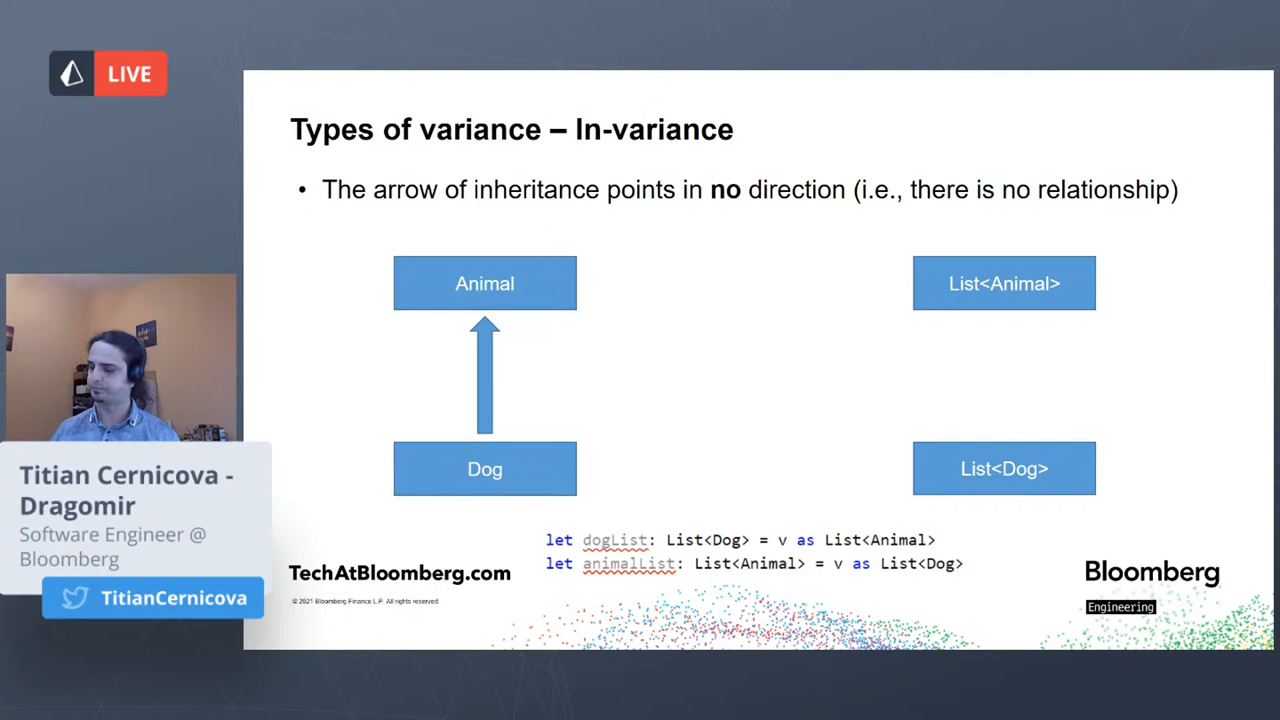 LIVE
Types of variance – In-variance
• The arrow of inheritance points in no direction (i.e., there is no relationship)
Animal
List<Animal>
Dog
List<Dog>
let dogList: List<Dog> = v as List<Animal>
let animalList: List<Animal> = v as List<Dog>
TechAtBloomberg.com
© 2021 Bloomberg Finance L.P. All rights reserved.
Bloomberg
Engineering
Titian Cernicova -
Dragomir
Software Engineer @
Bloomberg
TitianCernicova